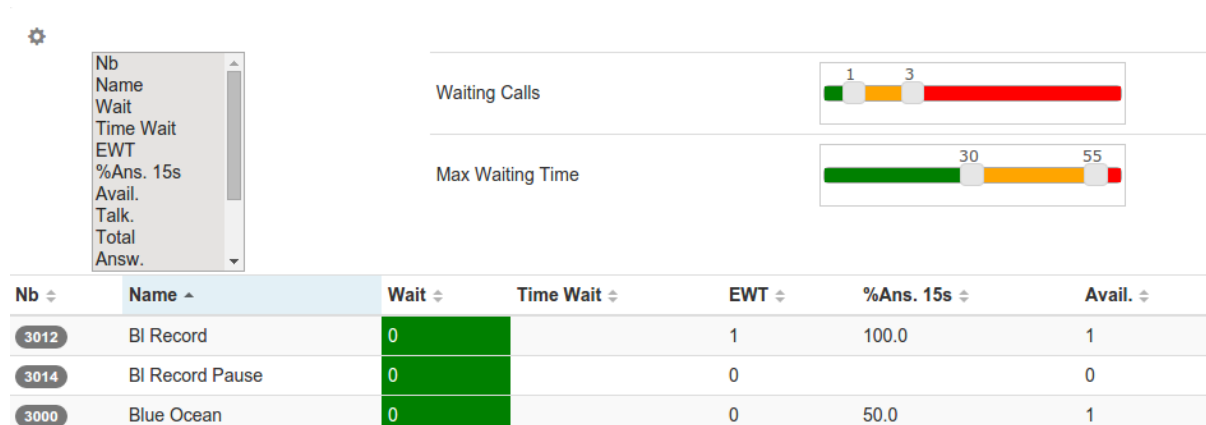 Nb
Name
Wait
Time Wait
EWT
%Ans. 15s
Avail.
Talk.
Total
Answ.
Waiting Calls
1 3
Max Waiting Time
30 55
Nb Name Wait Time Wait EWT %Ans. 15s Avail.
3012 BI Record 0 1 100.0 1
3014 BI Record Pause 0 0 0
3000 Blue Ocean 0 0 50.0 1